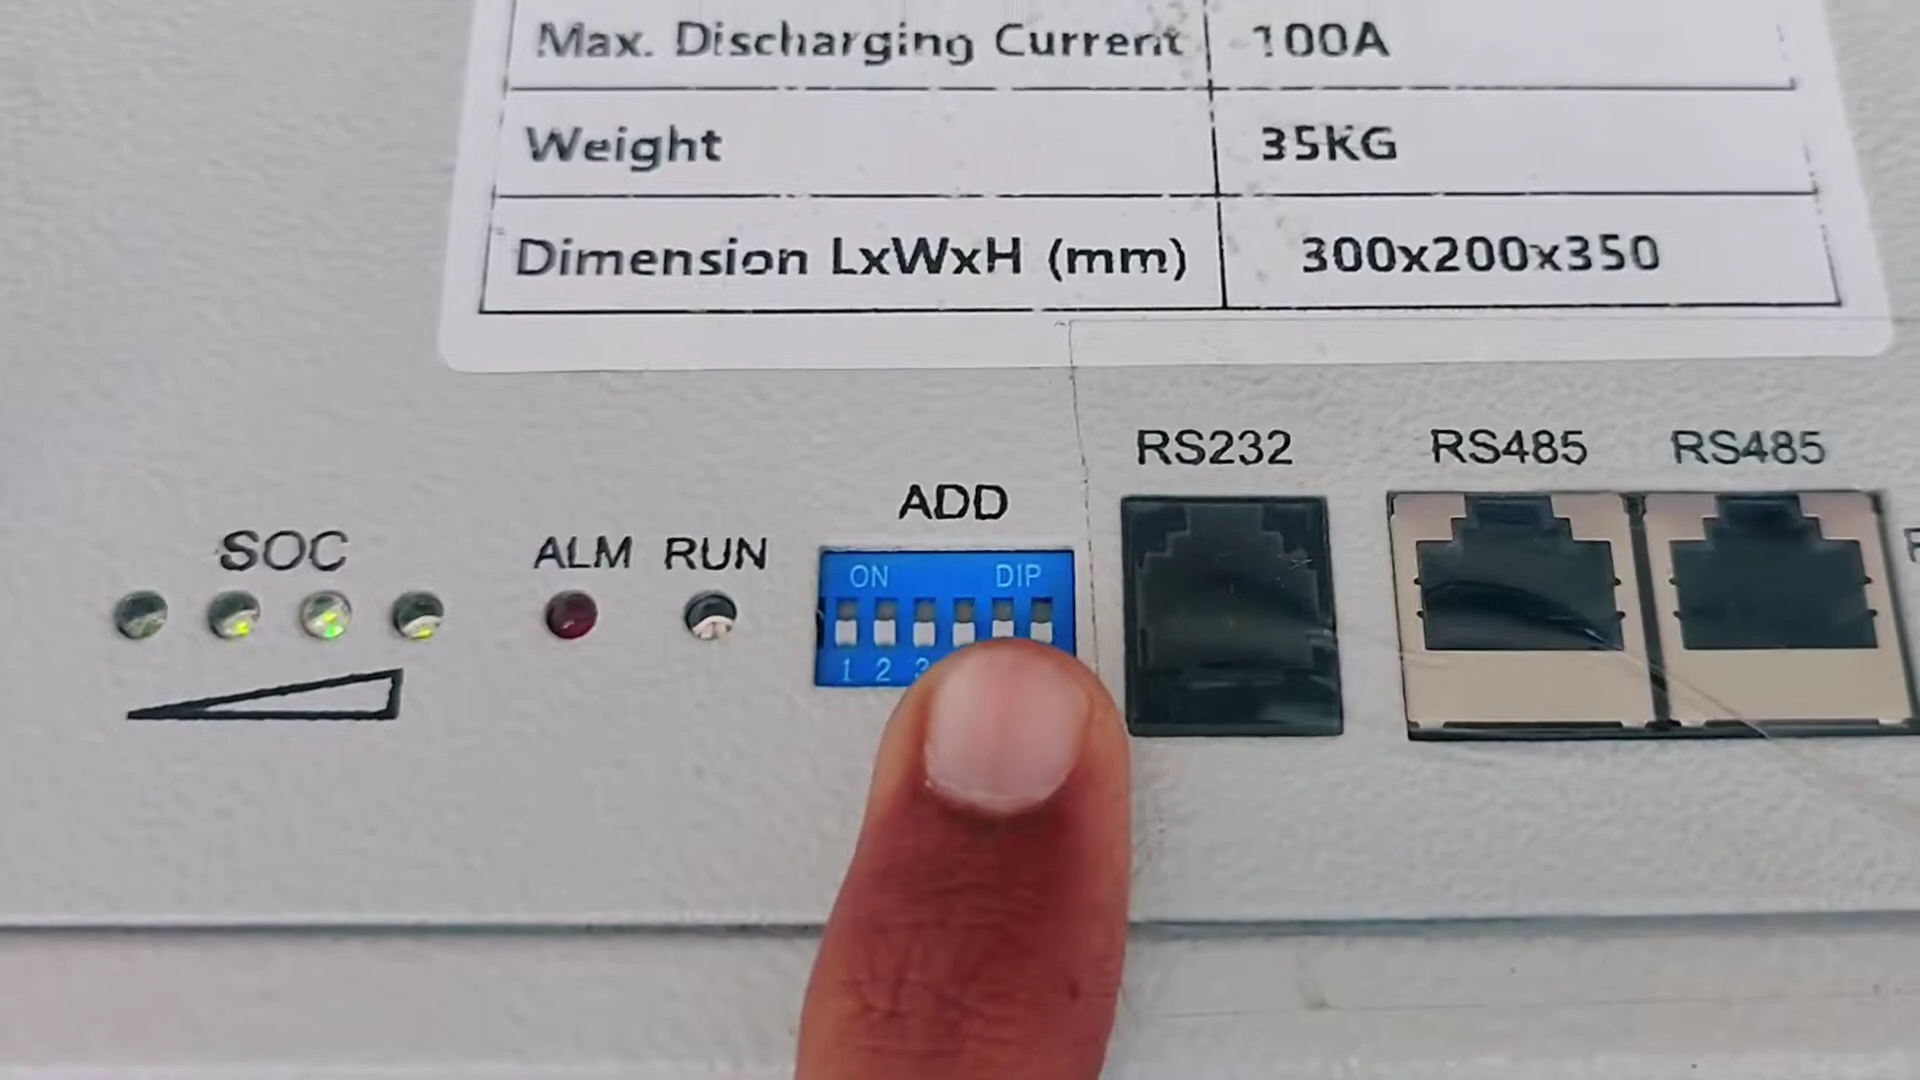 Max. Discharging Current 100A
Weight 35KG
Dimension LxWxH (mm) 300x200x350
RS232 RS485 RS485
ADD
SOC ALM RUN
ON DIP
1 2 3